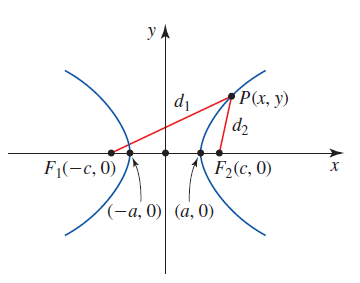 y
d₁
P(x, y)
d₂
F₁(−c, 0)
F₂(c, 0)
x
(−a, 0)
(a, 0)